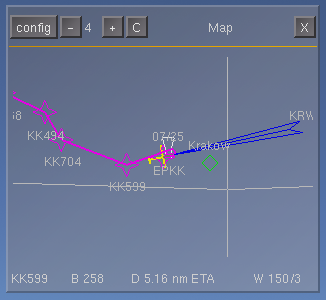 config - 4 + C Map X
58 KRW
KK494
07/25
Krakow
KK704
EPKK
KK599
KK599 B 258 D 5.16 nm ETA W 150/3